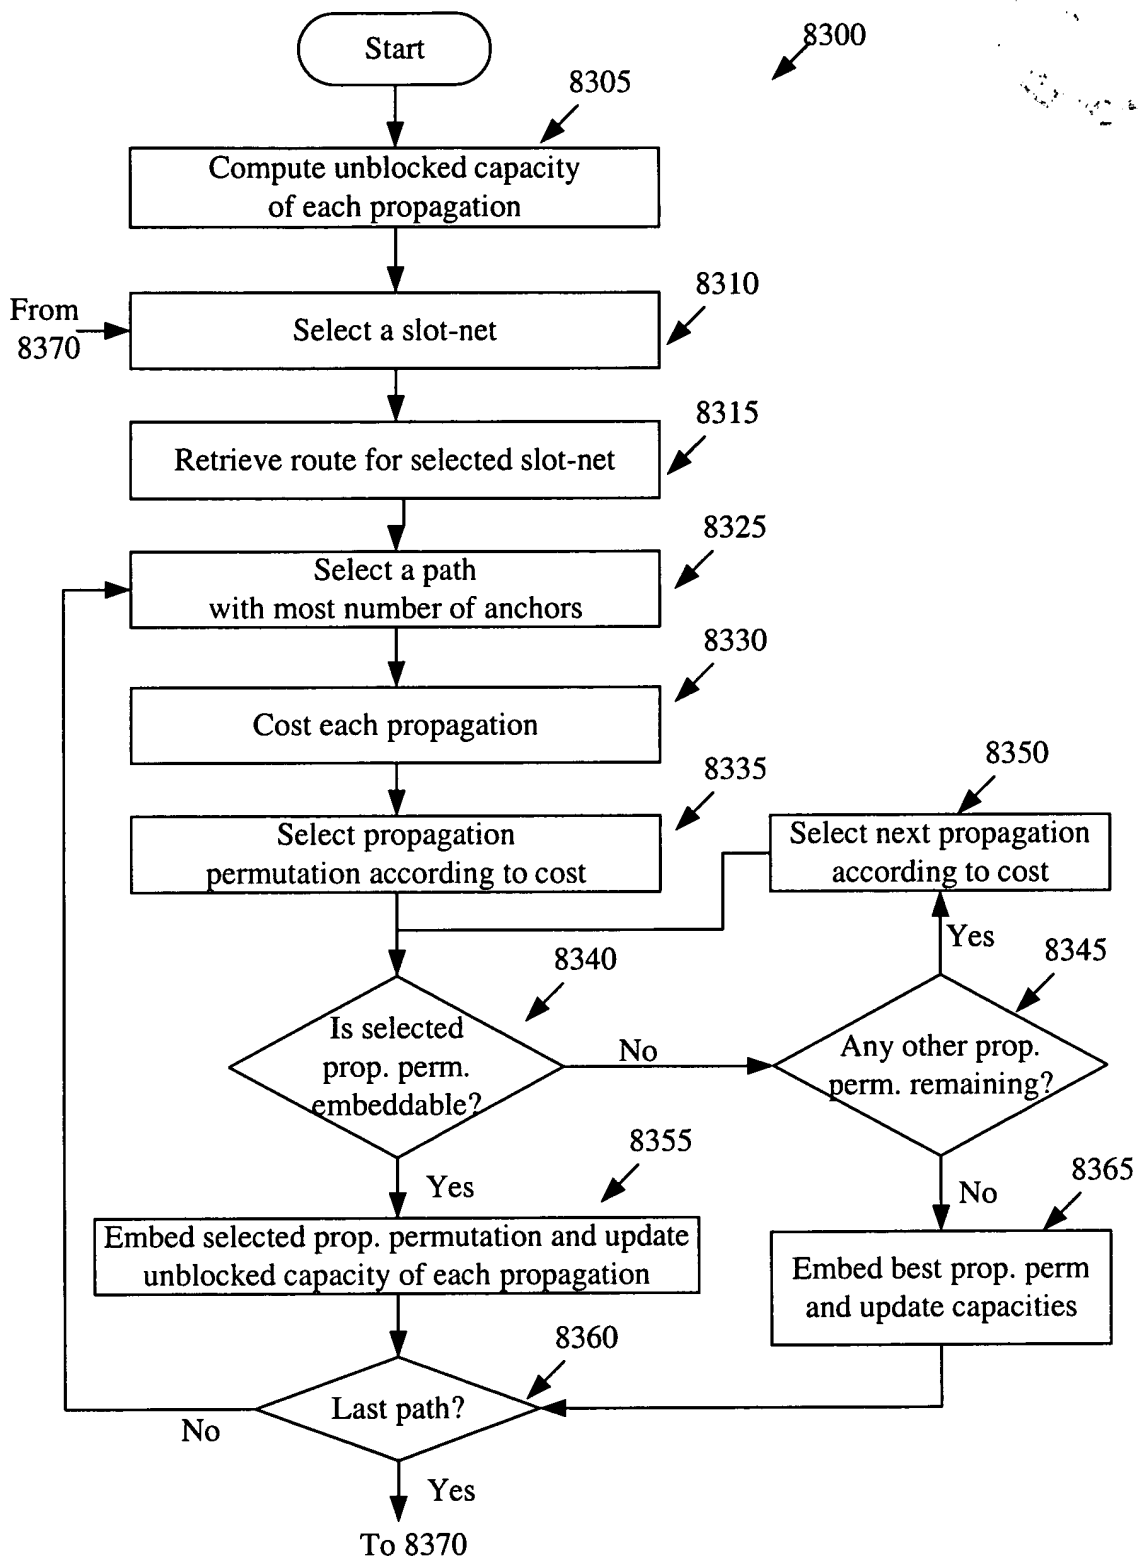 Start
8300
8305
Compute unblocked capacity
of each propagation
8310
From
8370
Select a slot-net
8315
Retrieve route for selected slot-net
8325
Select a path
with most number of anchors
8330
Cost each propagation
8335
Select propagation
permutation according to cost
8350
Select next propagation
according to cost
Yes
8340
8345
Is selected
prop. perm.
embeddable?
No
Any other prop.
perm. remaining?
8355
Yes
8365
No
Embed selected prop. permutation and update
unblocked capacity of each propagation
Embed best prop. perm
and update capacities
8360
Last path?
No
Yes
To 8370